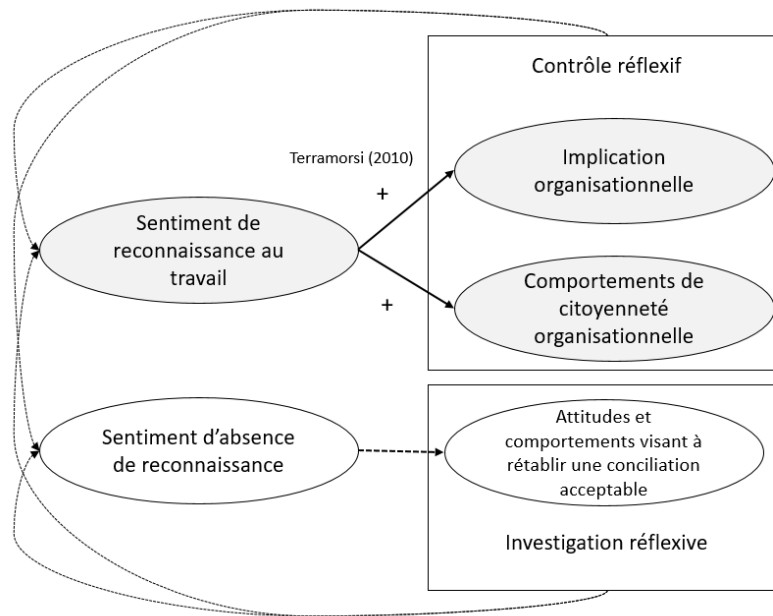 Contrôle réflexif
Terramorsi (2010)
+
Implication
organisationnelle
Sentiment de
reconnaissance au
travail
+
Comportements de
citoyenneté
organisationnelle
Sentiment d’absence
de reconnaissance
Attitudes et
comportements visant à
rétablir une conciliation
acceptable
Investigation réflexive